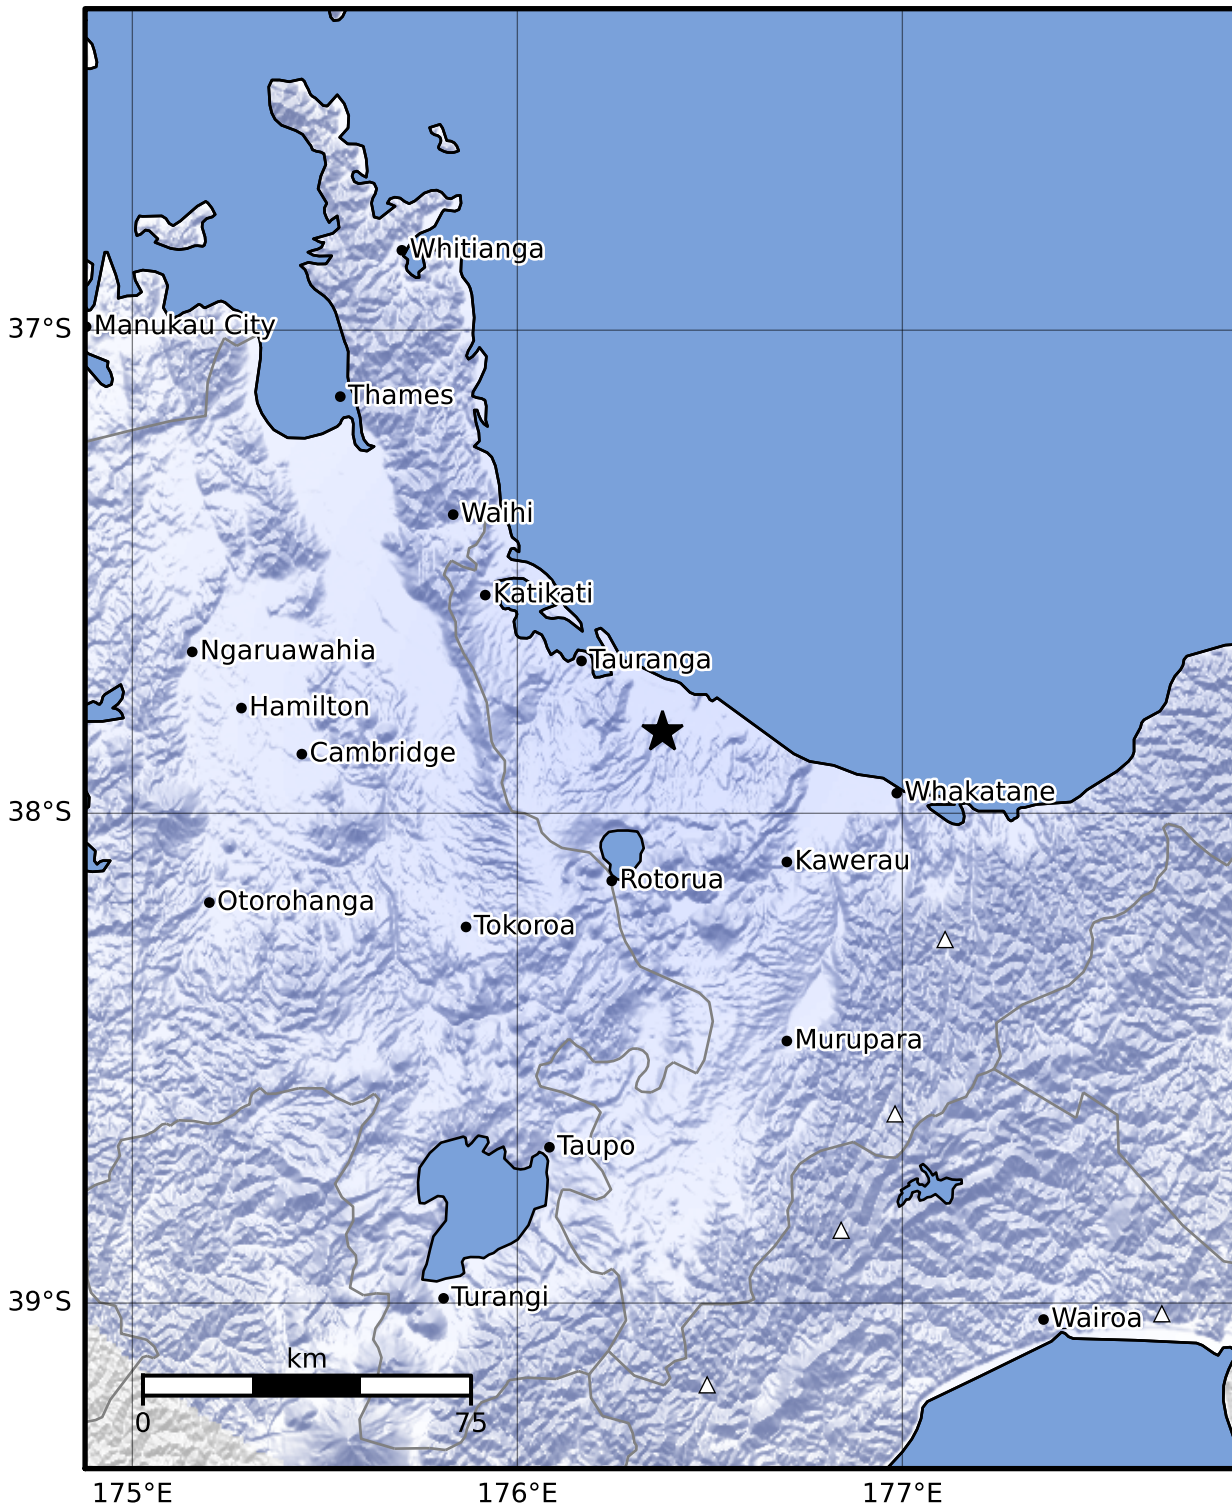 Whitianga
37°S
Manukau City
Thames
Waihi
Katikati
Ngaruawahia
Tauranga
Hamilton
Cambridge
Whakatane
38°S
Kawerau
Rotorua
Otorohanga
Tokoroa
Murupara
Taupo
39°S
Turangi
Wairoa
km
0 75
175°E 176°E 177°E